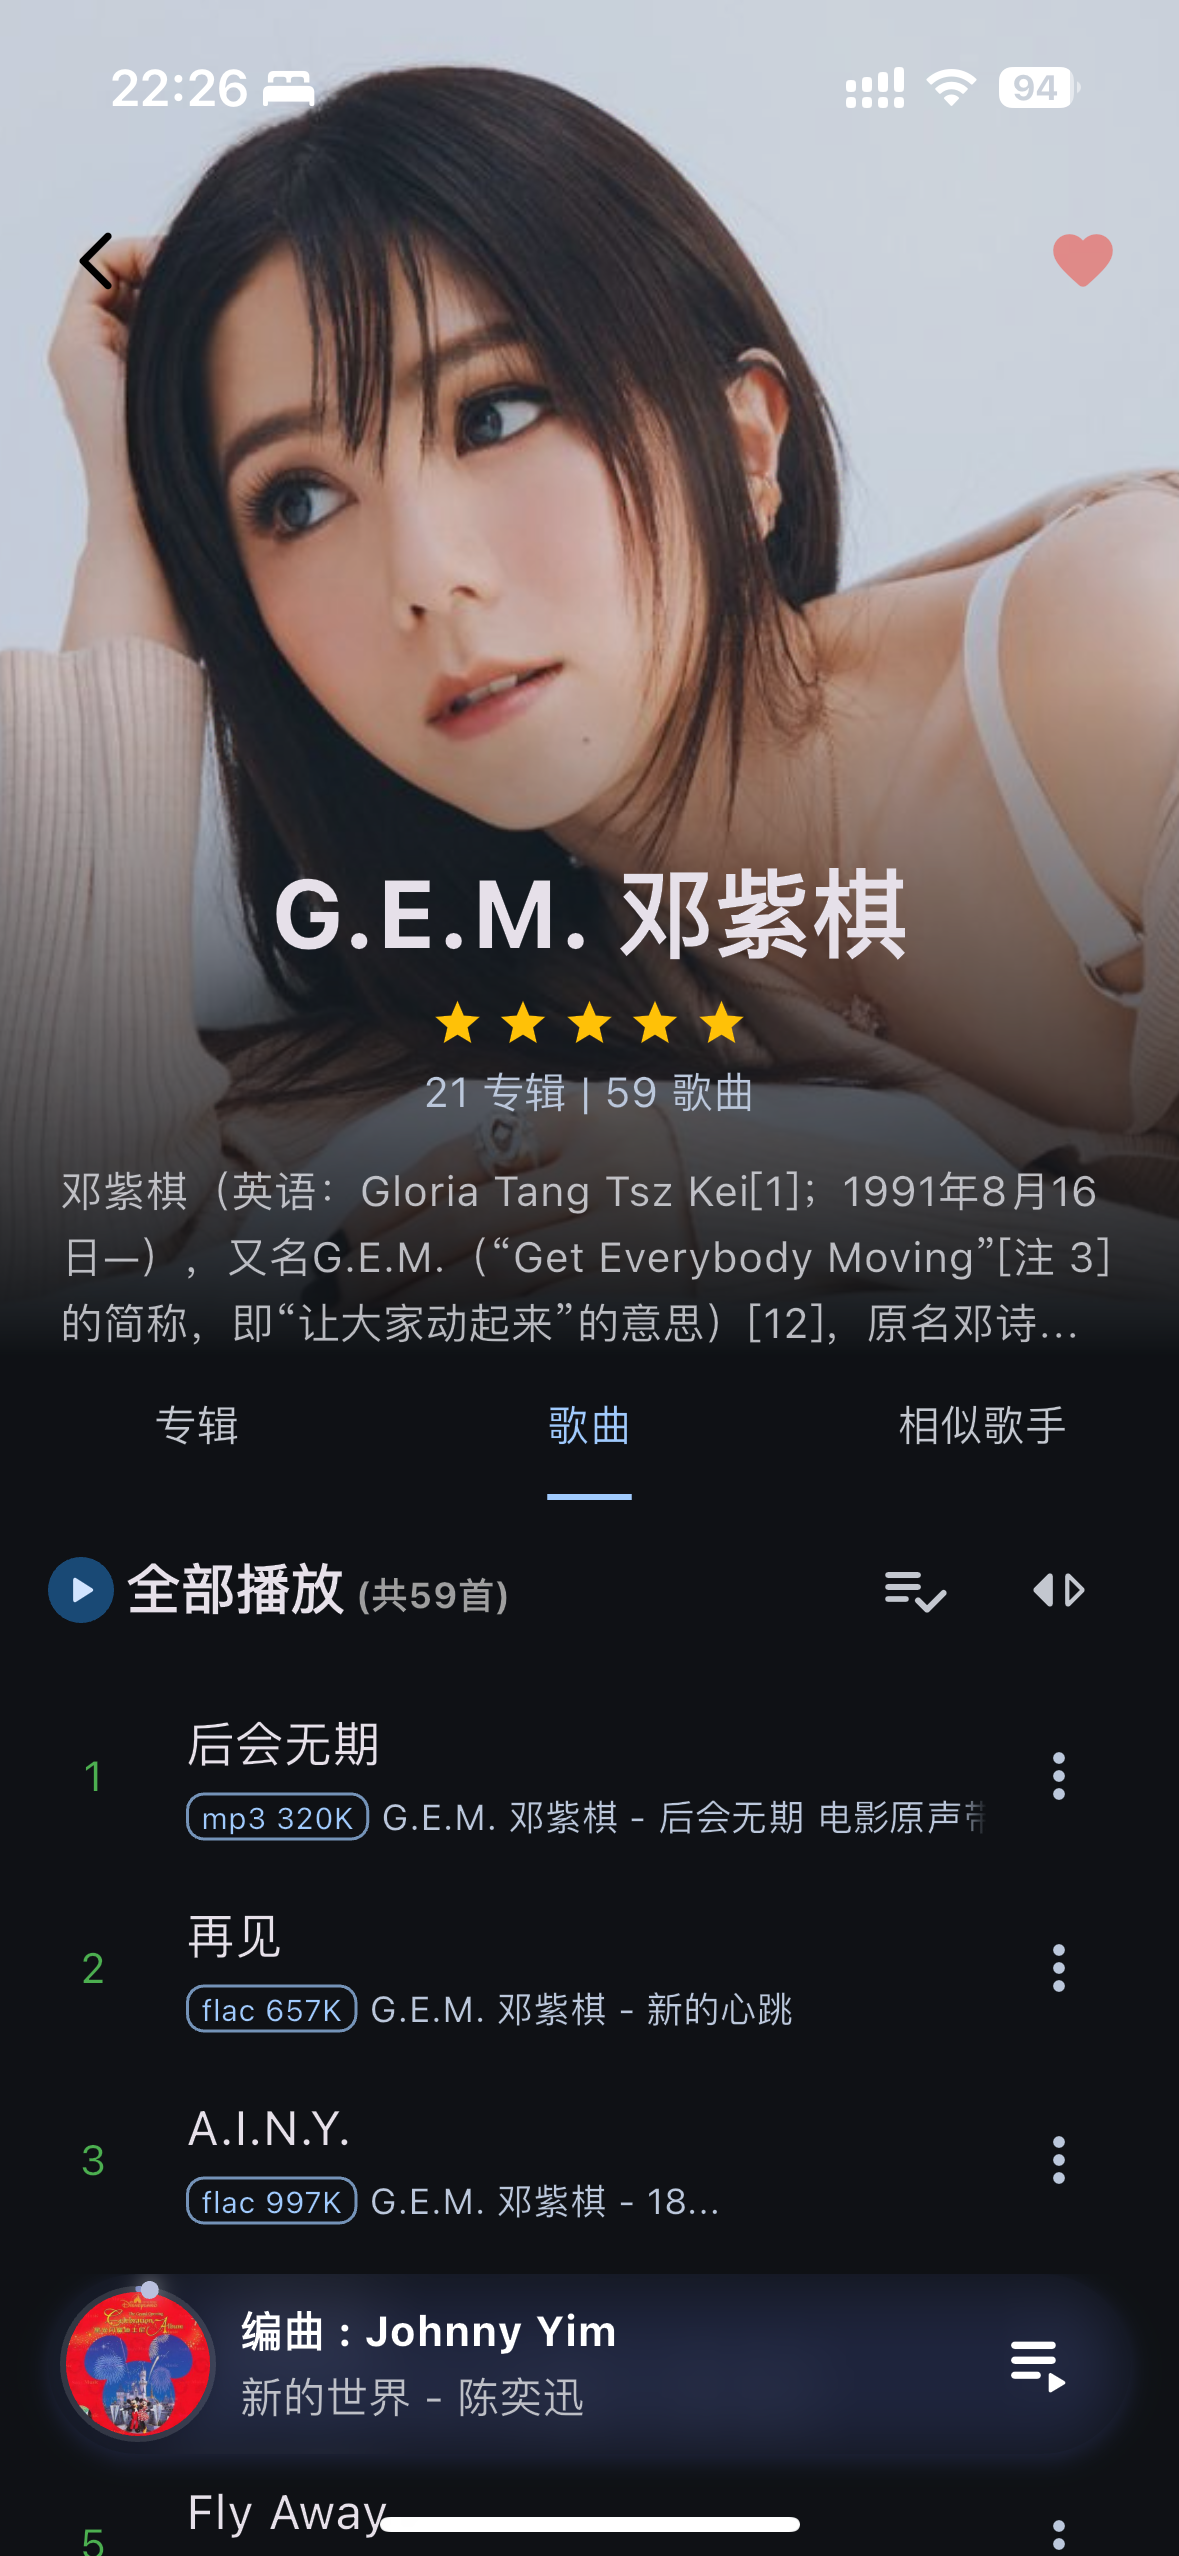 22:26
94
G.E.M. 邓紫棋
21 专辑 | 59 歌曲
邓紫棋（英语：Gloria Tang Tsz Kei[1]；1991年8月16
日—），又名G.E.M.（“Get Everybody Moving”[注 3]
的简称，即“让大家动起来”的意思）[12]，原名邓诗...
专辑
歌曲
相似歌手
全部播放 (共59首)
1
后会无期
mp3 320K G.E.M. 邓紫棋 - 后会无期 电影原声带
2
再见
flac 657K G.E.M. 邓紫棋 - 新的心跳
3
A.I.N.Y.
flac 997K G.E.M. 邓紫棋 - 18...
编曲 : Johnny Yim
新的世界 - 陈奕迅
Fly Away
5